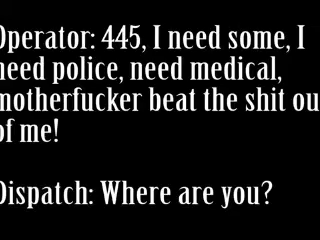 Operator: 445, I need some, I
need police, need medical,
motherfucker beat the shit ou
of me!
Dispatch: Where are you?